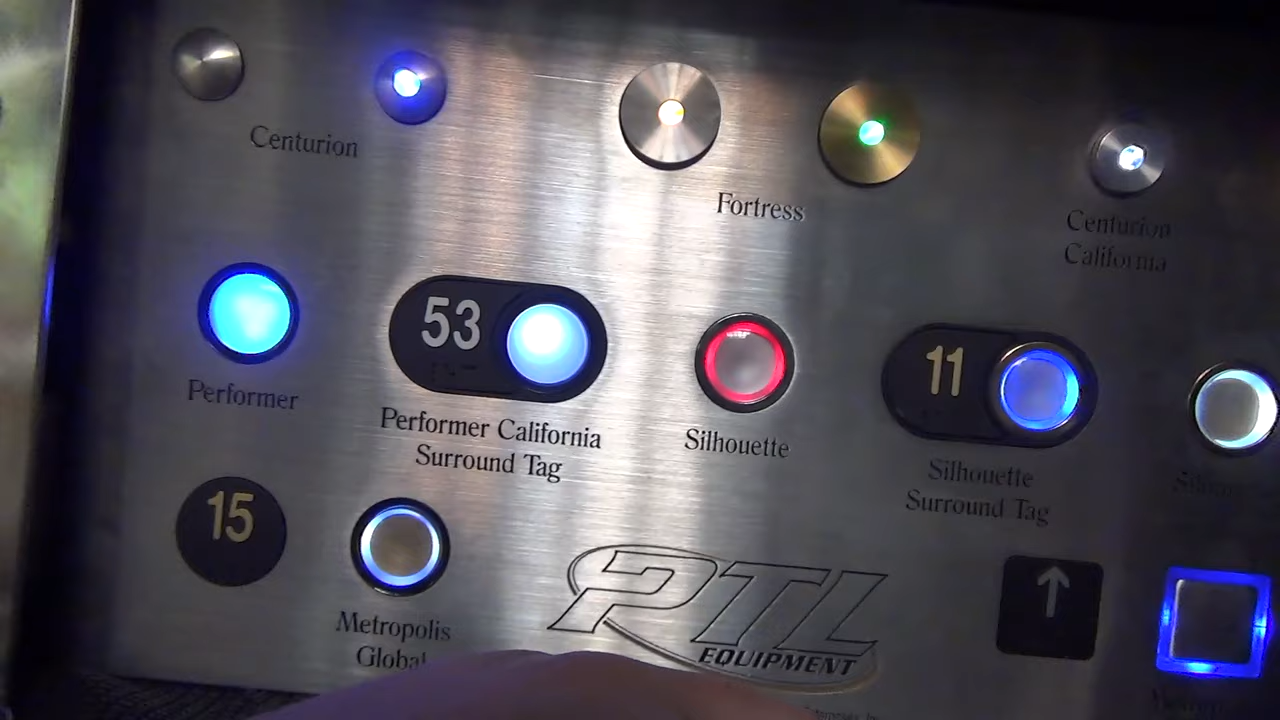 Centurion
Fortress
Centurion
California
53
11
Performer
Performer California
Surround Tag
Silhouette
Silhouette
Surround Tag
15
↑
Metropolis
Global
PTL
EQUIPMENT